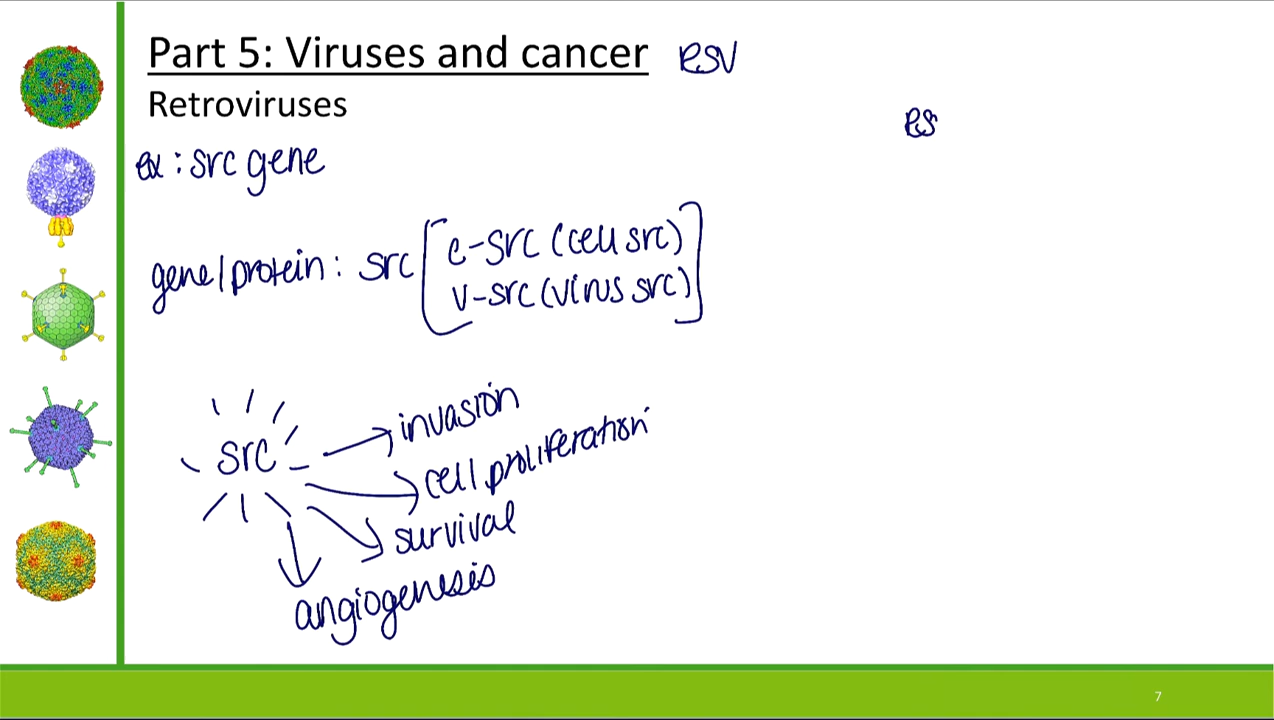 Part 5: Viruses and cancer RSV
Retroviruses
RS
ex: src gene
gene/protein: src [c-src (cell src)
v-src (virus src)]
src
invasion
cell proliferation
survival
angiogenesis
7